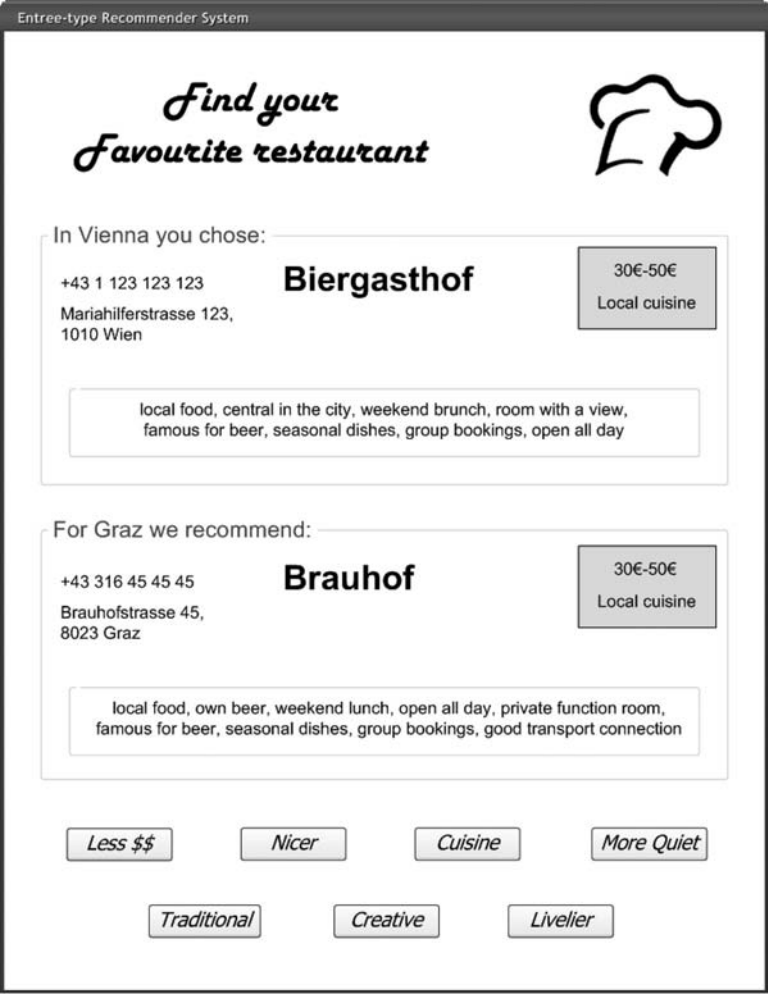 Entree-type Recommender System
Find your
Favourite restaurant
In Vienna you chose:
+43 1 123 123 123
Mariahilferstrasse 123,
1010 Wien
Biergasthof
30€-50€
Local cuisine
local food, central in the city, weekend brunch, room with a view,
famous for beer, seasonal dishes, group bookings, open all day
For Graz we recommend:
+43 316 45 45 45
Brauhofstrasse 45,
8023 Graz
Brauhof
30€-50€
Local cuisine
local food, own beer, weekend lunch, open all day, private function room,
famous for beer, seasonal dishes, group bookings, good transport connection
Less $$
Nicer
Cuisine
More Quiet
Traditional
Creative
Livelier